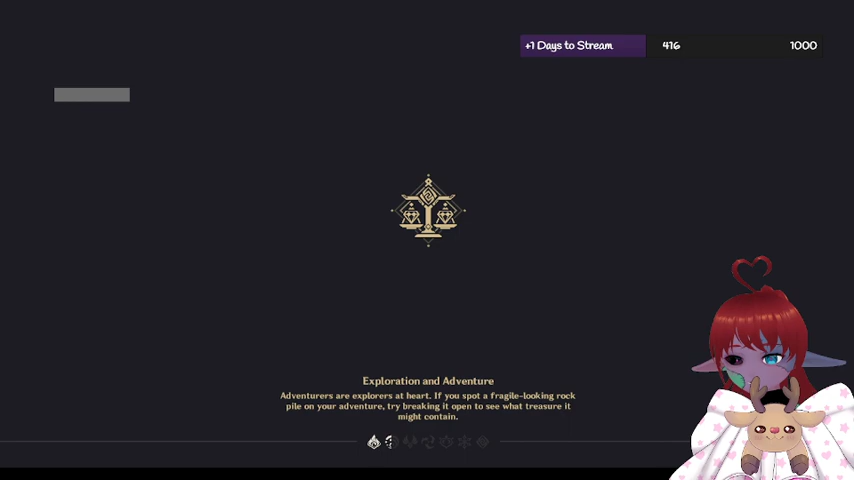 +1 Days to Stream 416 1000
Exploration and Adventure
Adventurers are explorers at heart. If you spot a fragile-looking rock
pile on your adventure, try breaking it open to see what treasure it
might contain.